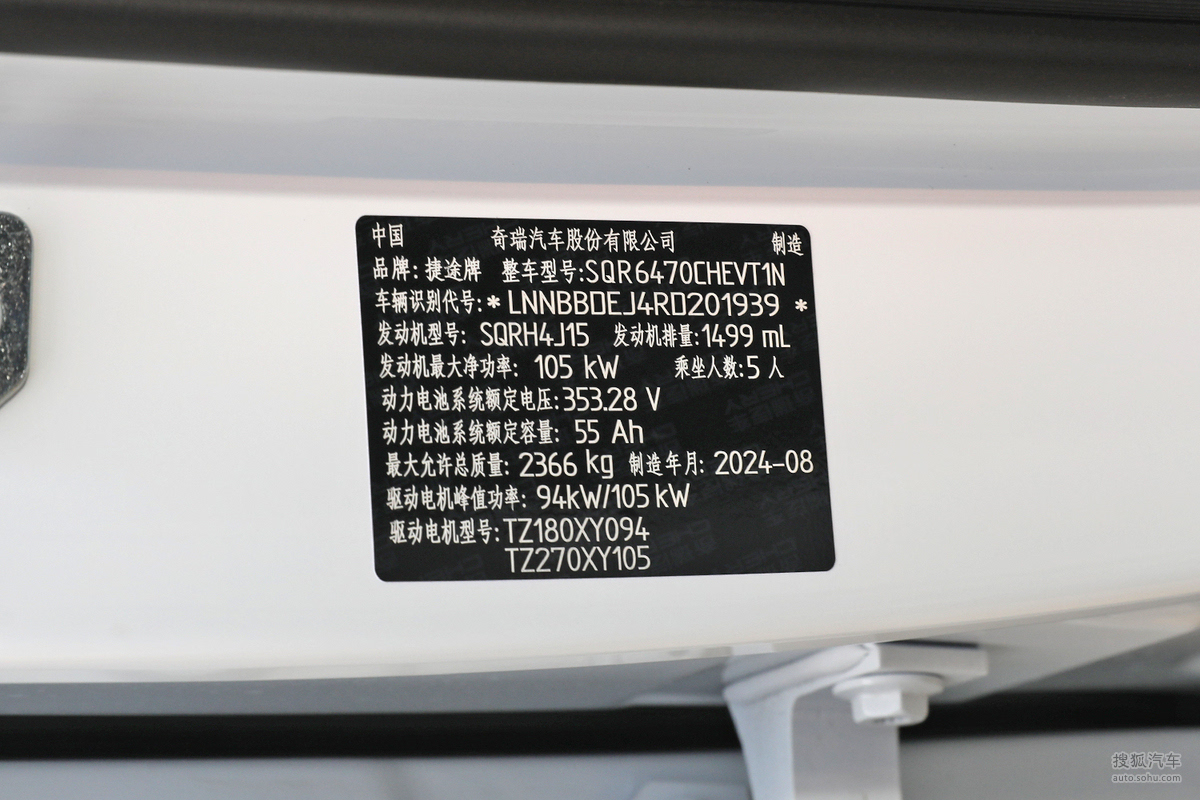 中国 奇瑞汽车股份有限公司 制造
品牌:捷途牌 整车型号:SQR6470CHEVT1N
车辆识别代号:*LNNBBDEJ4RD201939*
发动机型号: SQRH4J15 发动机排量:1499 mL
发动机最大净功率: 105 kW 乘坐人数:5 人
动力电池系统额定电压:353.28 V
动力电池系统额定容量: 55 Ah
最大允许总质量: 2366 kg 制造年月: 2024-08
驱动电机峰值功率: 94kW/105 kW
驱动电机型号:TZ180XY094
TZ270XY105
搜狐汽车
auto.sohu.com